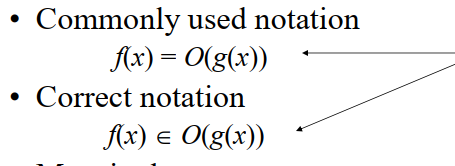 • Commonly used notation
f(x) = O(g(x))
• Correct notation
f(x) ∈ O(g(x))